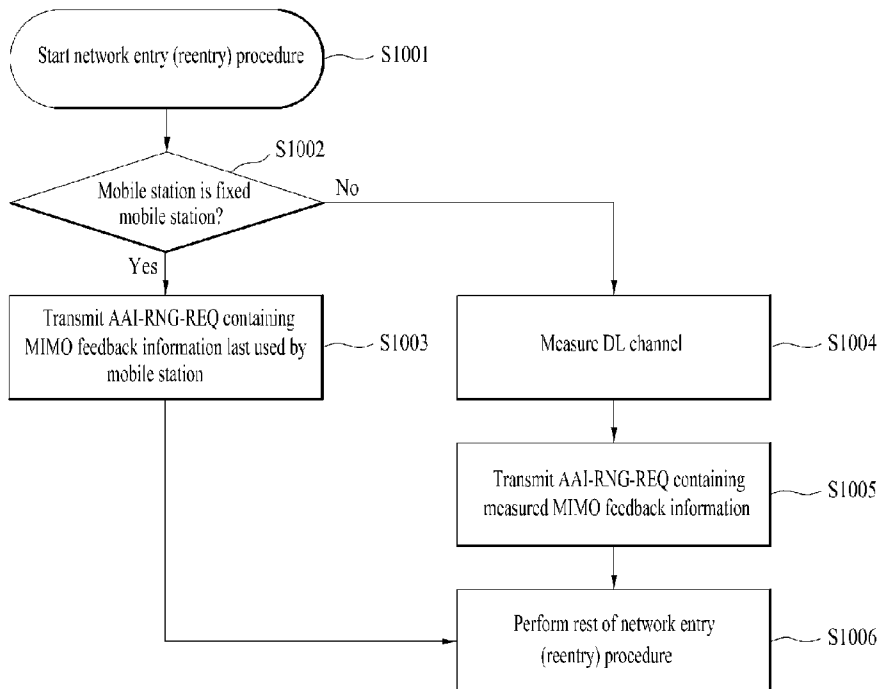 Start network entry (reentry) procedure
S1001
S1002
Mobile station is fixed
mobile station?
No
Yes
Transmit AAI-RNG-REQ containing
MIMO feedback information last used by
mobile station
S1003
Measure DL channel
S1004
Transmit AAI-RNG-REQ containing
measured MIMO feedback information
S1005
Perform rest of network entry
(reentry) procedure
S1006